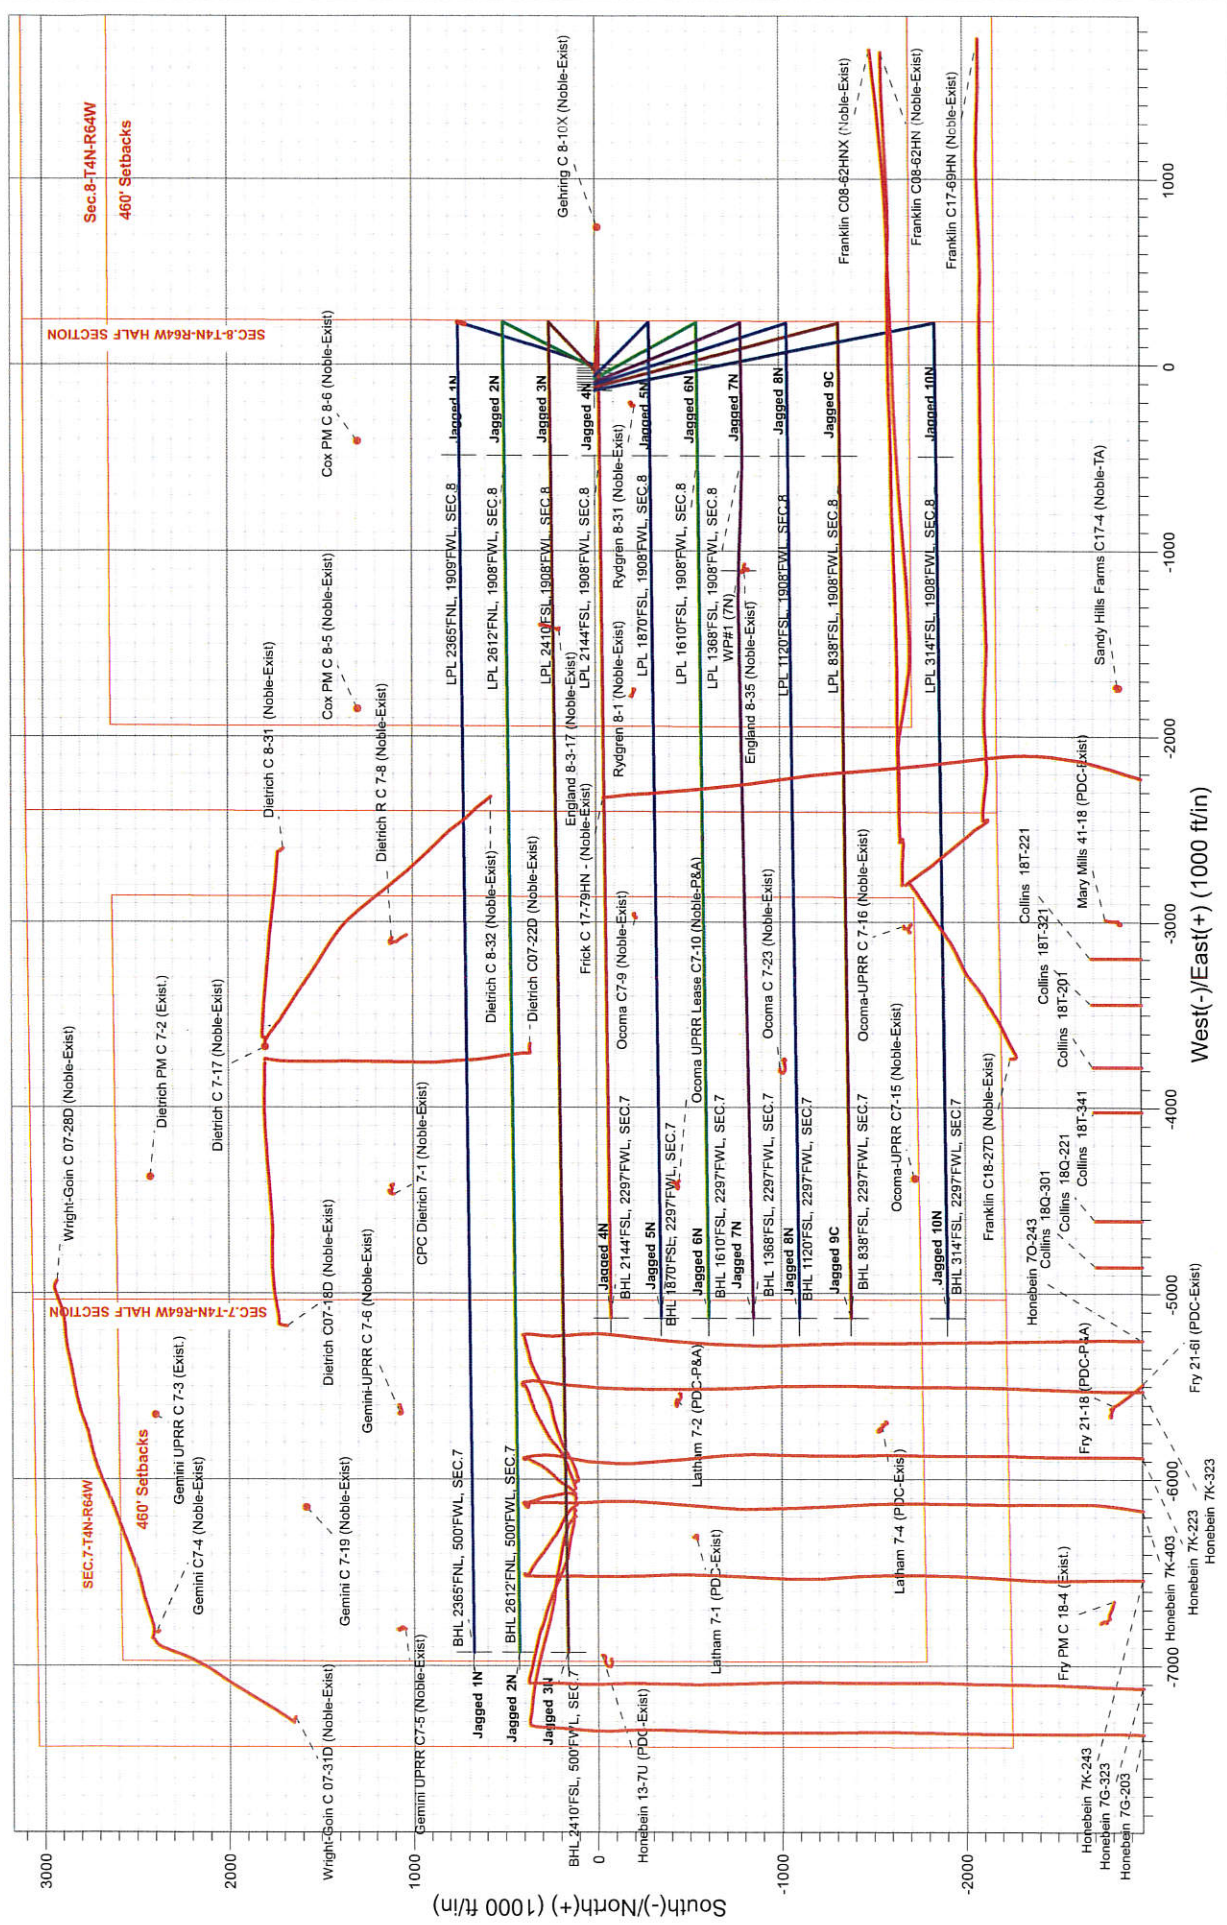 Sec.8-T4N-R64W
460' Setbacks
SEC.8-T4N-R64W HALF SECTION
Gehring C 8-10X (Noble-Exist)
Cox PM C 8-6 (Noble-Exist)
Cox PM C 8-5 (Noble-Exist)
Franklin C08-62HNX (Noble-Exist)
Franklin C08-62HN (Noble-Exist)
Franklin C17-69HN (Noble-Exist)
Jagged 1N
Jagged 2N
Jagged 3N
Jagged 4N
Jagged 5N
Jagged 6N
Jagged 7N
Jagged 8N
Jagged 9C
Jagged 10N
LPL 2365'FNL, 1909'FWL, SEC.8
LPL 2612'FNL, 1908'FWL, SEC.8
LPL 2410'FSL, 1908'FWL, SEC.8
LPL 2144'FSL, 1908'FWL, SEC.8
Rydgren 8-31 (Noble-Exist)
LPL 1870'FSL, 1908'FWL, SEC.8
LPL 1610'FSL, 1908'FWL, SEC.8
LPL 1368'FSL, 1908'FWL, SEC.8
WP#1 (7N)
England 8-35 (Noble-Exist)
LPL 1120'FSL, 1908'FWL, SEC.8
LPL 838'FSL, 1908'FWL, SEC.8
LPL 314'FSL, 1908'FWL, SEC.8
Sandy Hills Farms C17-4 (Noble-TA)
Dietrich C 8-31 (Noble-Exist)
Dietrich R C 7-8 (Noble-Exist)
England 8-3-17 (Noble-Exist)
Rydgren 8-1 (Noble-Exist)
Frick C 17-79HN - (Noble-Exist)
Dietrich C 8-32 (Noble-Exist)
Dietrich C07-22D (Noble-Exist)
Ocoma C7-9 (Noble-Exist)
Ocoma UPRR Lease C7-10 (Noble-P&A)
Ocoma C 7-23 (Noble-Exist)
Ocoma-UPRR C 7-16 (Noble-Exist)
Ocoma-UPRR C7-15 (Noble-Exist)
Franklin C18-27D (Noble-Exist)
Mary Mills 41-18 (PDC-Exist)
Collins 18T-221
Collins 18T-321
Collins 18T-201
Collins 18T-341
Collins 18Q-221
Collins 18Q-301
Honebein 7O-243
Wright-Goin C 07-28D (Noble-Exist)
Dietrich PM C 7-2 (Exist.)
Dietrich C 7-17 (Noble-Exist)
CPC Dietrich 7-1 (Noble-Exist)
SEC.7-T4N-R64W HALF SECTION
Dietrich C07-18D (Noble-Exist)
Gemini-UPRR C 7-6 (Noble-Exist)
Jagged 4N
BHL 2144'FSL, 2297'FWL, SEC.7
Jagged 5N
BHL 1870'FSL, 2297'FWL, SEC.7
Jagged 6N
BHL 1610'FSL, 2297'FWL, SEC.7
Jagged 7N
BHL 1368'FSL, 2297'FWL, SEC.7
Jagged 8N
BHL 1120'FSL, 2297'FWL, SEC.7
Jagged 9C
BHL 838'FSL, 2297'FWL, SEC.7
Jagged 10N
BHL 314'FSL, 2297'FWL, SEC.7
SEC.7-T4N-R64W
460' Setbacks
Gemini UPRR C 7-3 (Exist.)
Gemini C7-4 (Noble-Exist)
Gemini C 7-19 (Noble-Exist)
Gemini UPRR C7-5 (Noble-Exist)
Wright-Goin C 07-31D (Noble-Exist)
BHL 2365'FNL, 500'FWL, SEC.7
BHL 2612'FNL, 500'FWL, SEC.7
BHL 2410'FSL, 500'FWL, SEC.7
Jagged 1N
Jagged 2N
Jagged 3N
Honebein 13-7U (PDC-Exist)
Latham 7-2 (PDC-P&A)
Latham 7-1 (PDC-Exist)
Latham 7-4 (PDC-Exist)
Fry PM C 18-4 (Exist.)
Fry 21-18 (PDC-P&A)
Fry 21-6I (PDC-Exist)
Honebein 7K-323
Honebein 7K-223
Honebein 7K-403
Honebein 7K-243
Honebein 7G-323
Honebein 7G-203
1000
0
-1000
-2000
-3000
-4000
-5000
-6000
-7000
West(-)/East(+) (1000 ft/in)
3000
2000
1000
0
-1000
-2000
South(-)/North(+) (1000 ft/in)